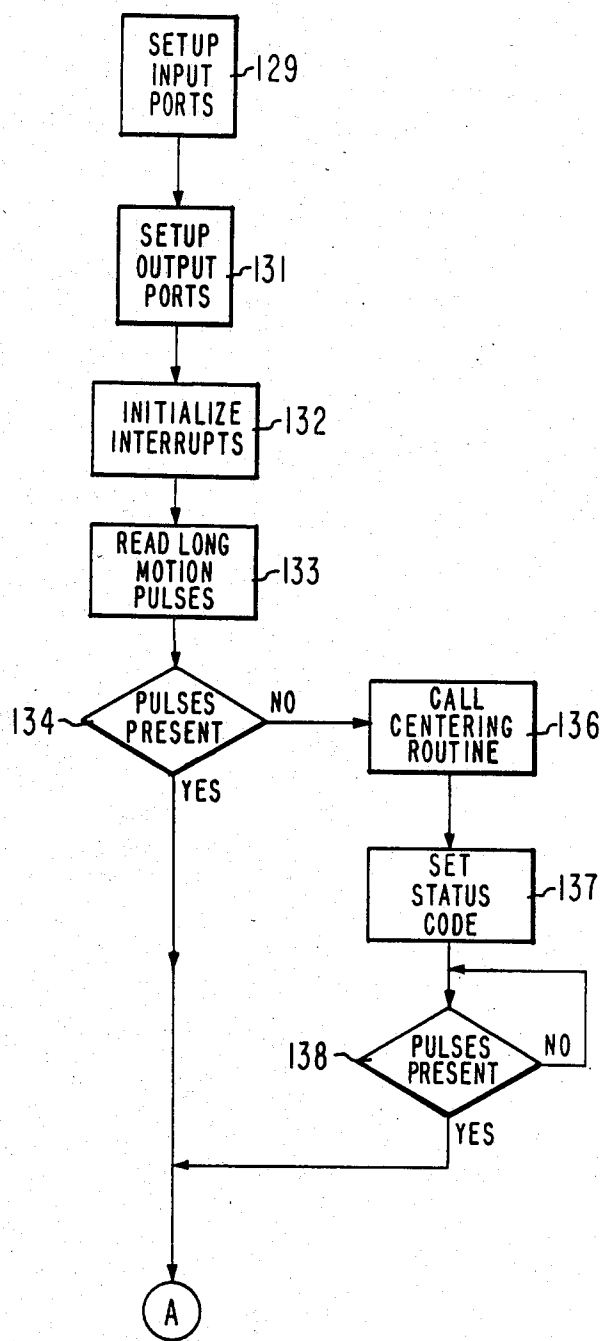 SETUP
INPUT
PORTS
129
SETUP
OUTPUT
PORTS
131
INITIALIZE
INTERRUPTS
132
READ LONG
MOTION
PULSES
133
134
PULSES
PRESENT
NO
YES
CALL
CENTERING
ROUTINE
136
SET
STATUS
CODE
137
138
PULSES
PRESENT
NO
YES
A